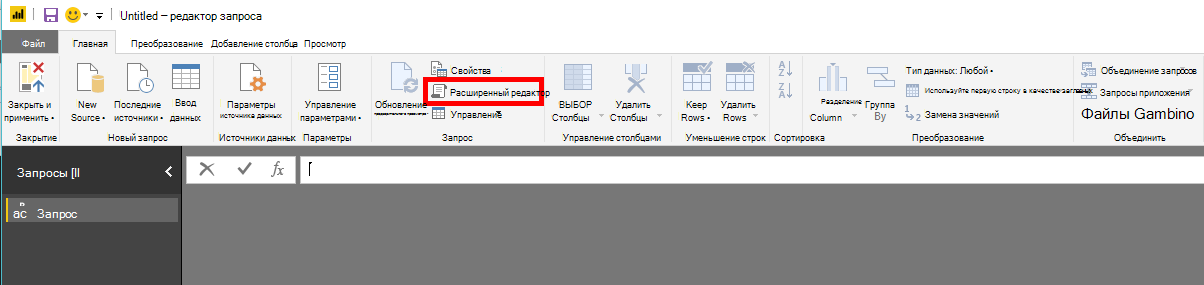 Untitled – редактор запроса
Файл Главная Преобразование Добавление столбца Просмотр
Закрыть и применить
New Source
Последние источники
Ввод данных
Параметры источника данных
Управление параметрами
Обновление
Свойства
Расширенный редактор
Управление
ВЫБОР Столбцы
Удалить Столбцы
Keep Rows
Удалить Rows
Разделение Column
Группа By
Тип данных: Любой
Используйте первую строку в качестве
Замена значений
Объединение запросов
Запросы приложения
Файлы Gambino
Закрытие Новый запрос Источники данных Параметры Запрос Управление столбцами Уменьшение строк Сортировка Преобразование Объединить
Запросы [II
fx
ac Запрос